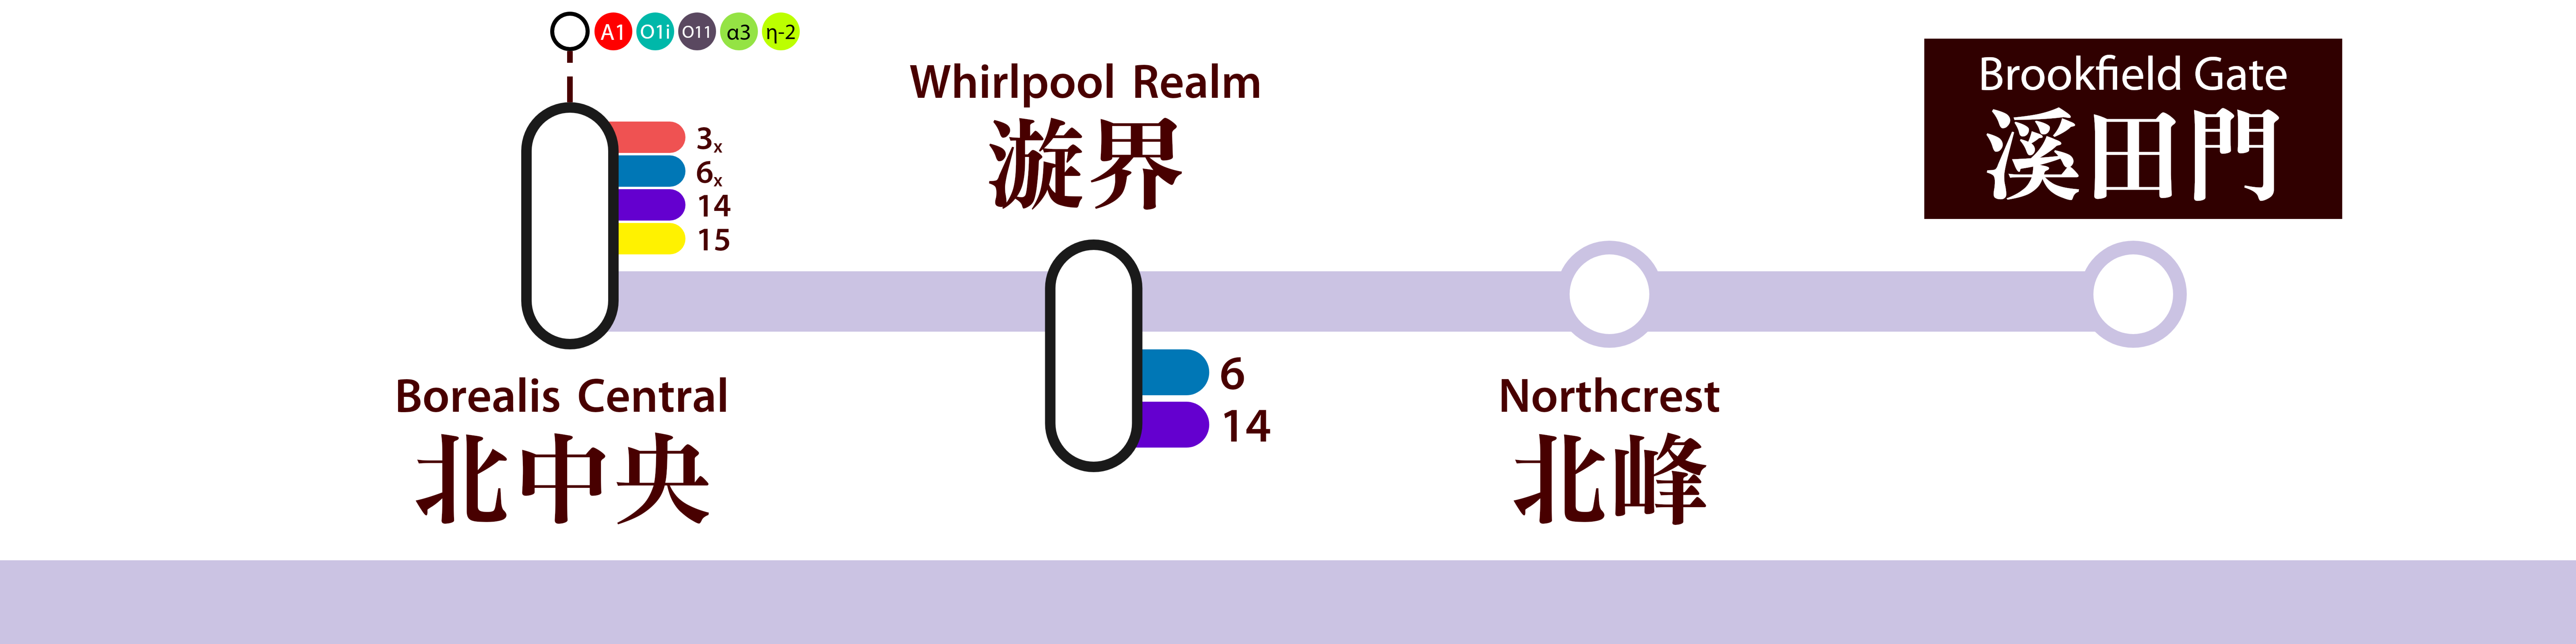 A1 O1i O11 α3 η-2
3x
6x
14
15
Borealis Central
北中央
Whirlpool Realm
漩界
6
14
Northcrest
北峰
Brookfield Gate
溪田門